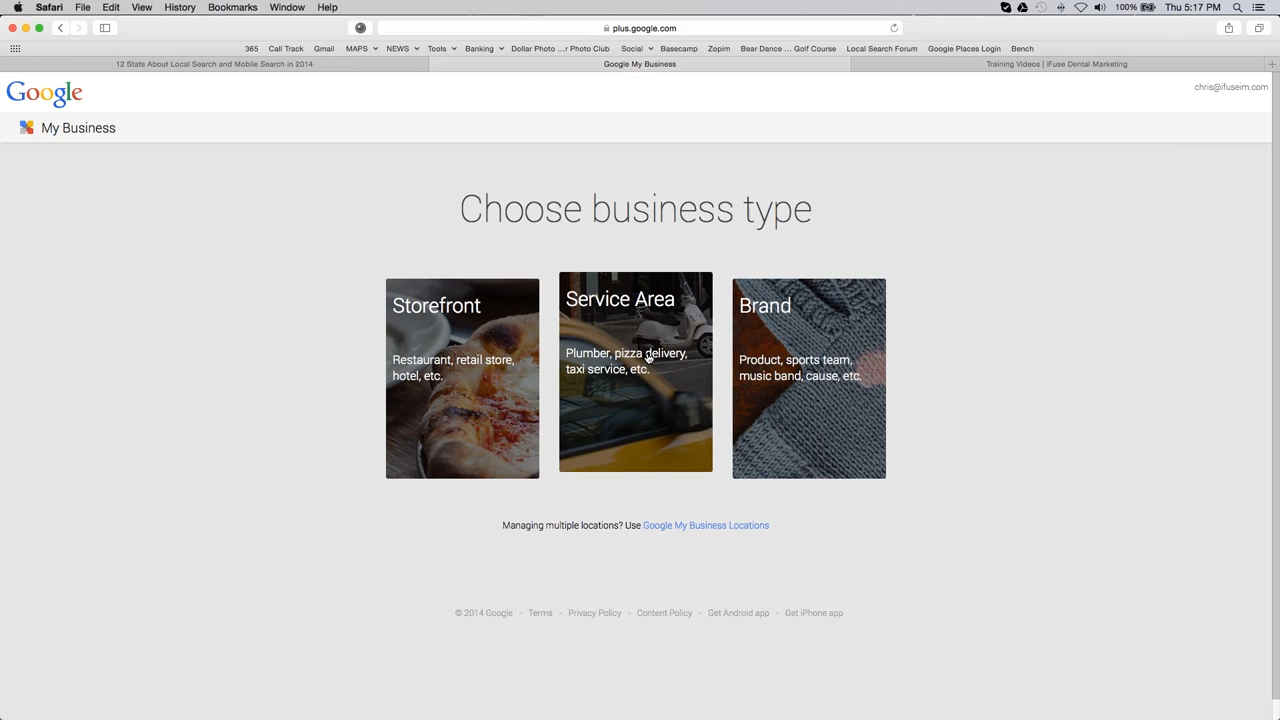 Safari File Edit View History Bookmarks Window Help 100% Thu 5:17 PM
plus.google.com
365 Call Track Gmail MAPS NEWS Tools Banking Dollar Photo ...r Photo Club Social Basecamp Zopim Bear Dance ... Golf Course Local Search Forum Google Places Login Bench
12 Stats About Local Search and Mobile Search in 2014 Google My Business Training Videos | iFuse Dental Marketing
Google chris@ifuseim.com
My Business
Choose business type
Storefront
Restaurant, retail store,
hotel, etc.
Service Area
Plumber, pizza delivery,
taxi service, etc.
Brand
Product, sports team,
music band, cause, etc.
Managing multiple locations? Use Google My Business Locations
© 2014 Google - Terms - Privacy Policy - Content Policy - Get Android app - Get iPhone app